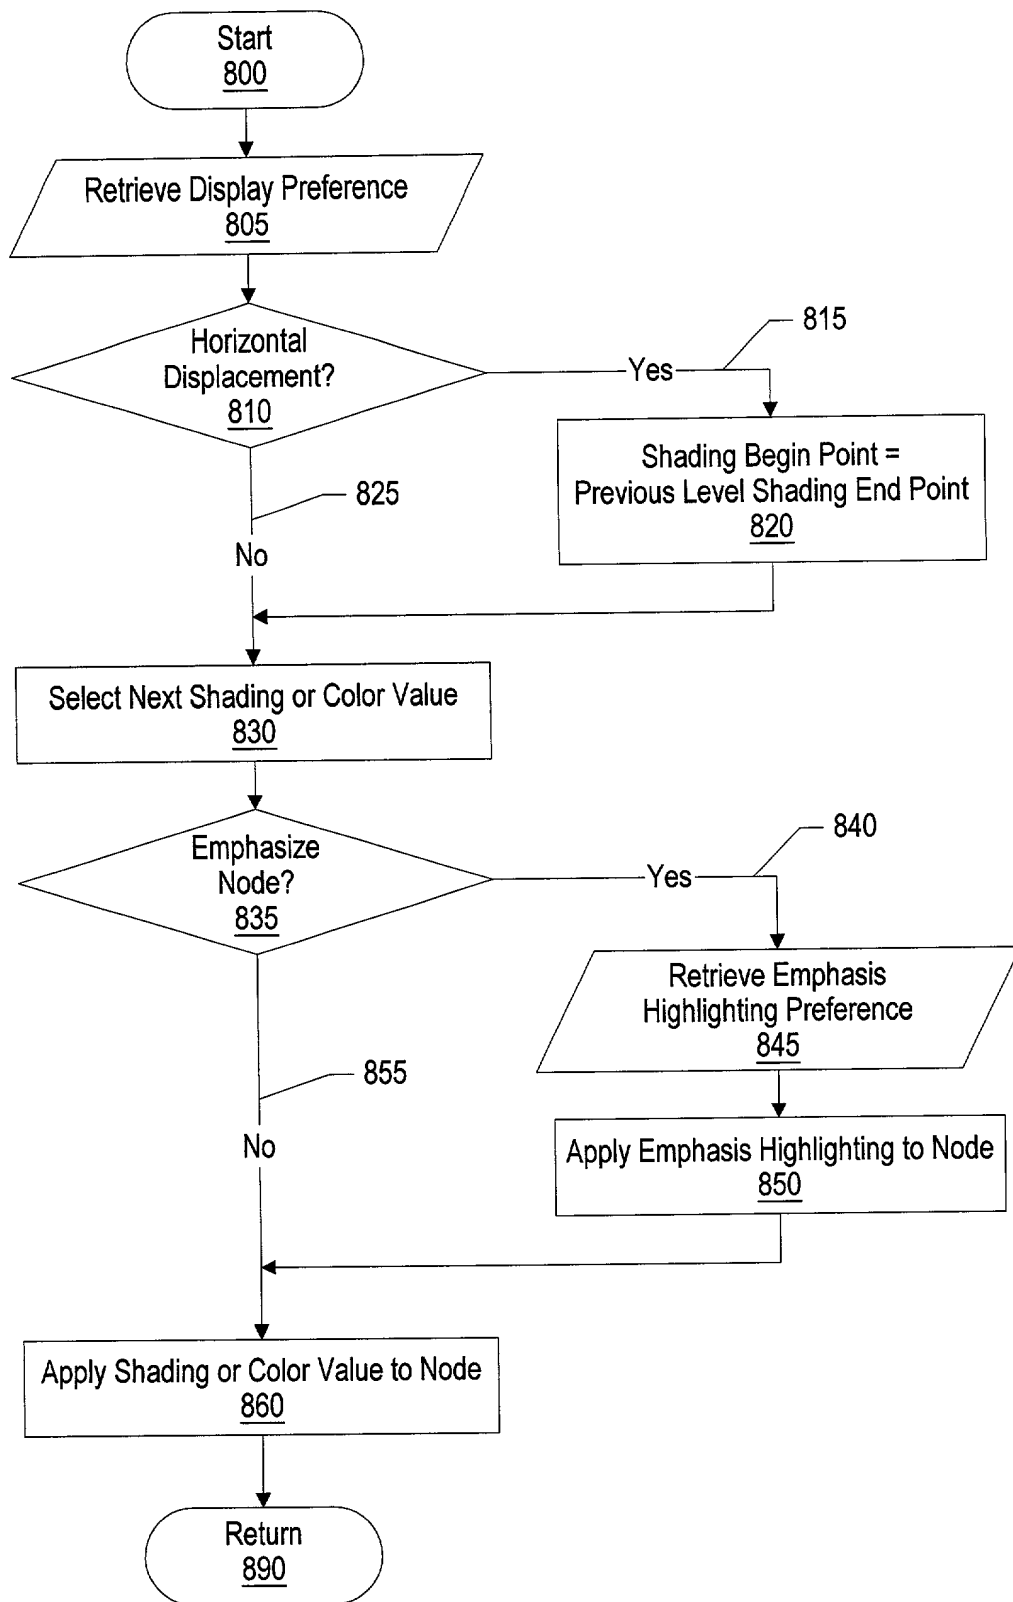 Start
800
Retrieve Display Preference
805
Horizontal
Displacement?
810
Yes
815
Shading Begin Point =
Previous Level Shading End Point
820
825
No
Select Next Shading or Color Value
830
Emphasize
Node?
835
Yes
840
Retrieve Emphasis
Highlighting Preference
845
855
No
Apply Emphasis Highlighting to Node
850
Apply Shading or Color Value to Node
860
Return
890